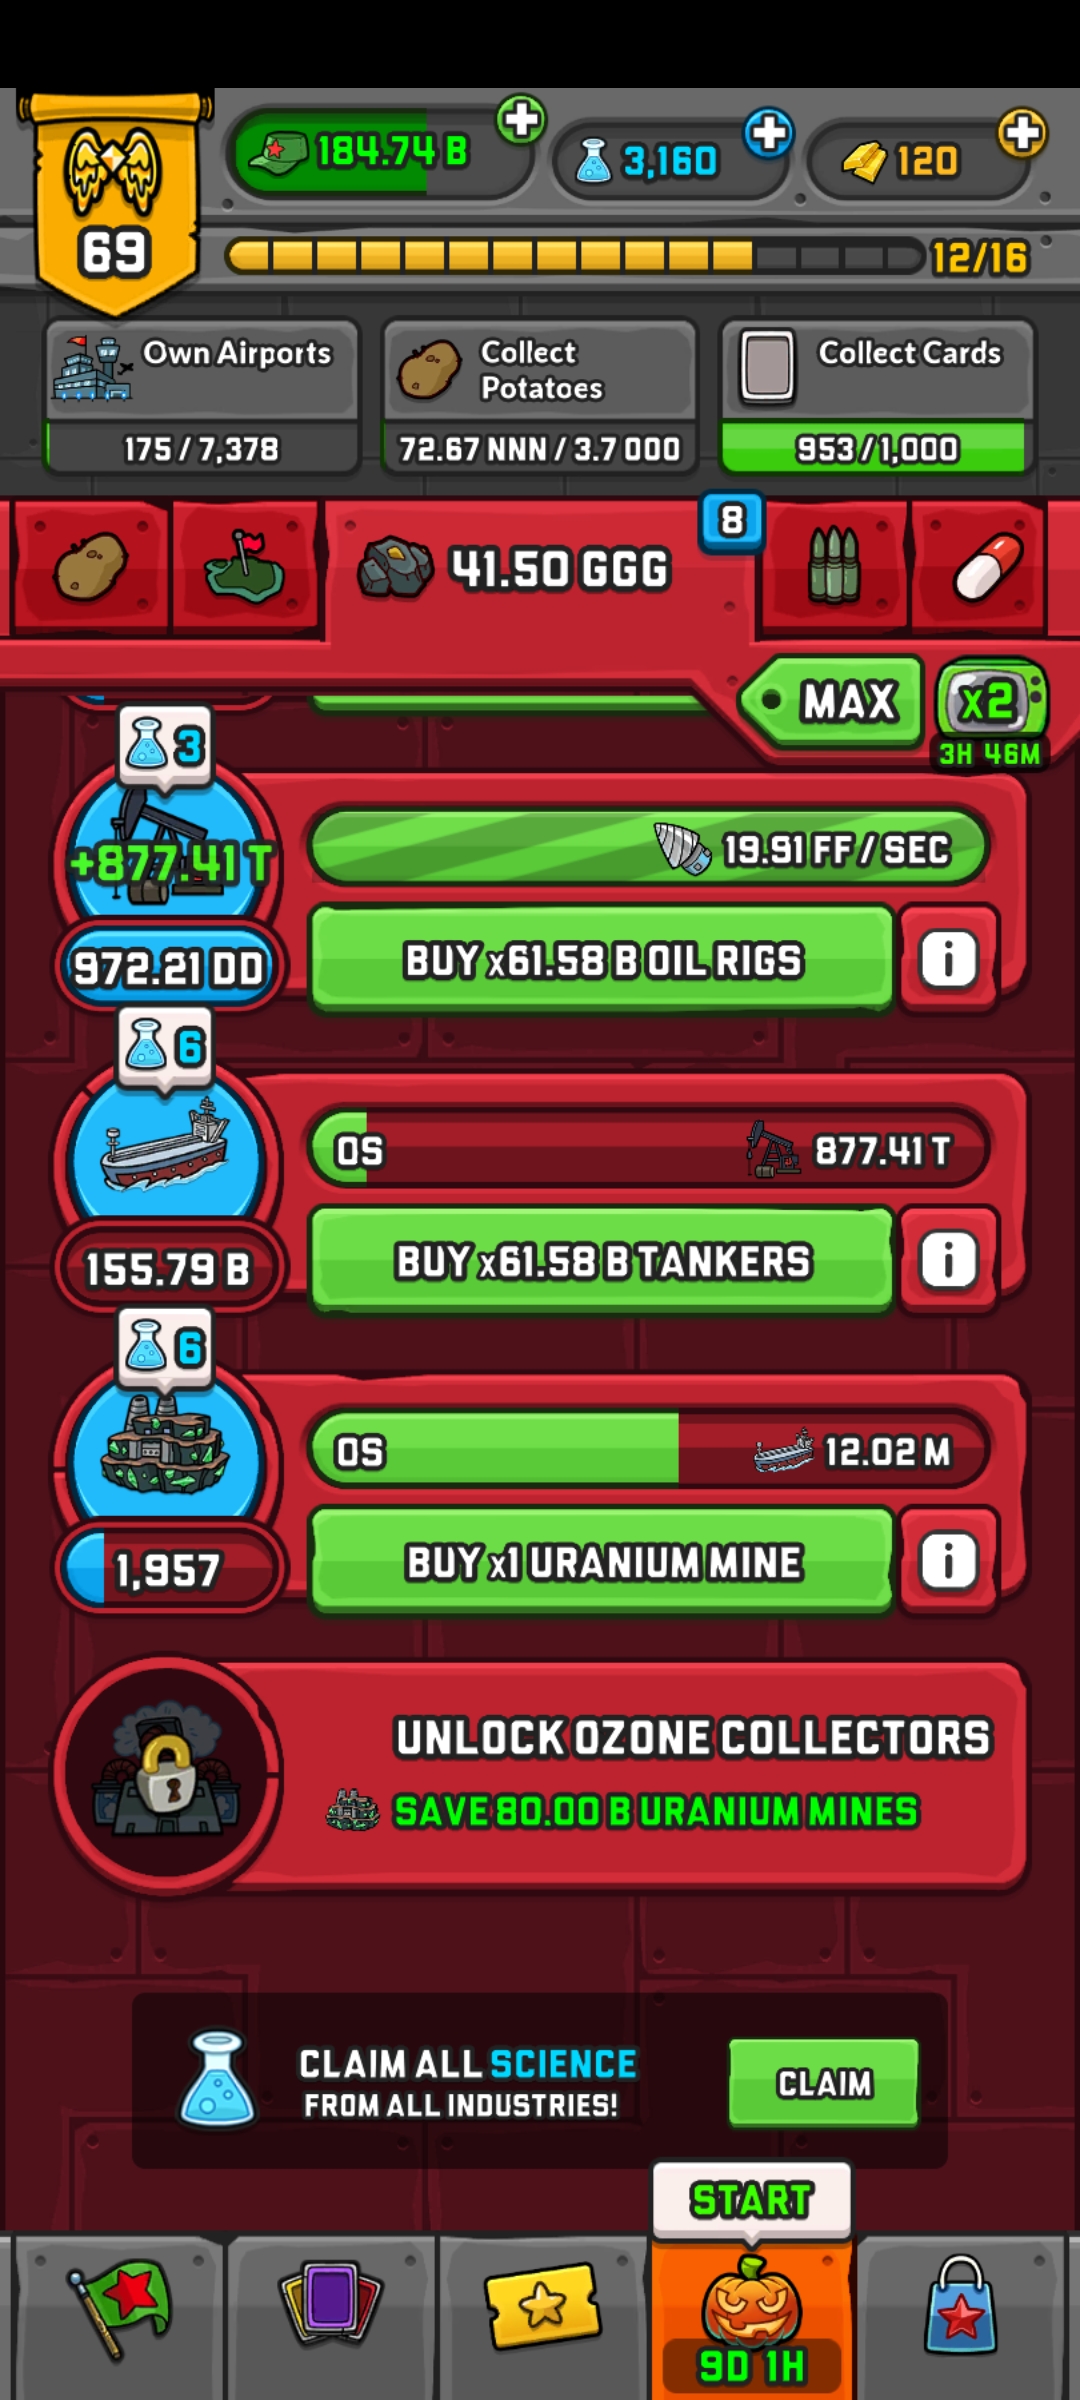 184.74 B
3,160
120
69
12/16
Own Airports
175 / 7,378
Collect
Potatoes
72.67 NNN / 3.7 OOO
Collect Cards
953 / 1,000
41.50 GGG
8
MAX
x2
3H 46M
3
+877.41 T
972.21 DD
19.91 FF / SEC
BUY x61.58 B OIL RIGS
i
6
155.79 B
0S
877.41 T
BUY x61.58 B TANKERS
i
6
1,957
0S
12.02 M
BUY x1 URANIUM MINE
i
UNLOCK OZONE COLLECTORS
SAVE 80.00 B URANIUM MINES
CLAIM ALL SCIENCE
FROM ALL INDUSTRIES!
CLAIM
START
9D 1H